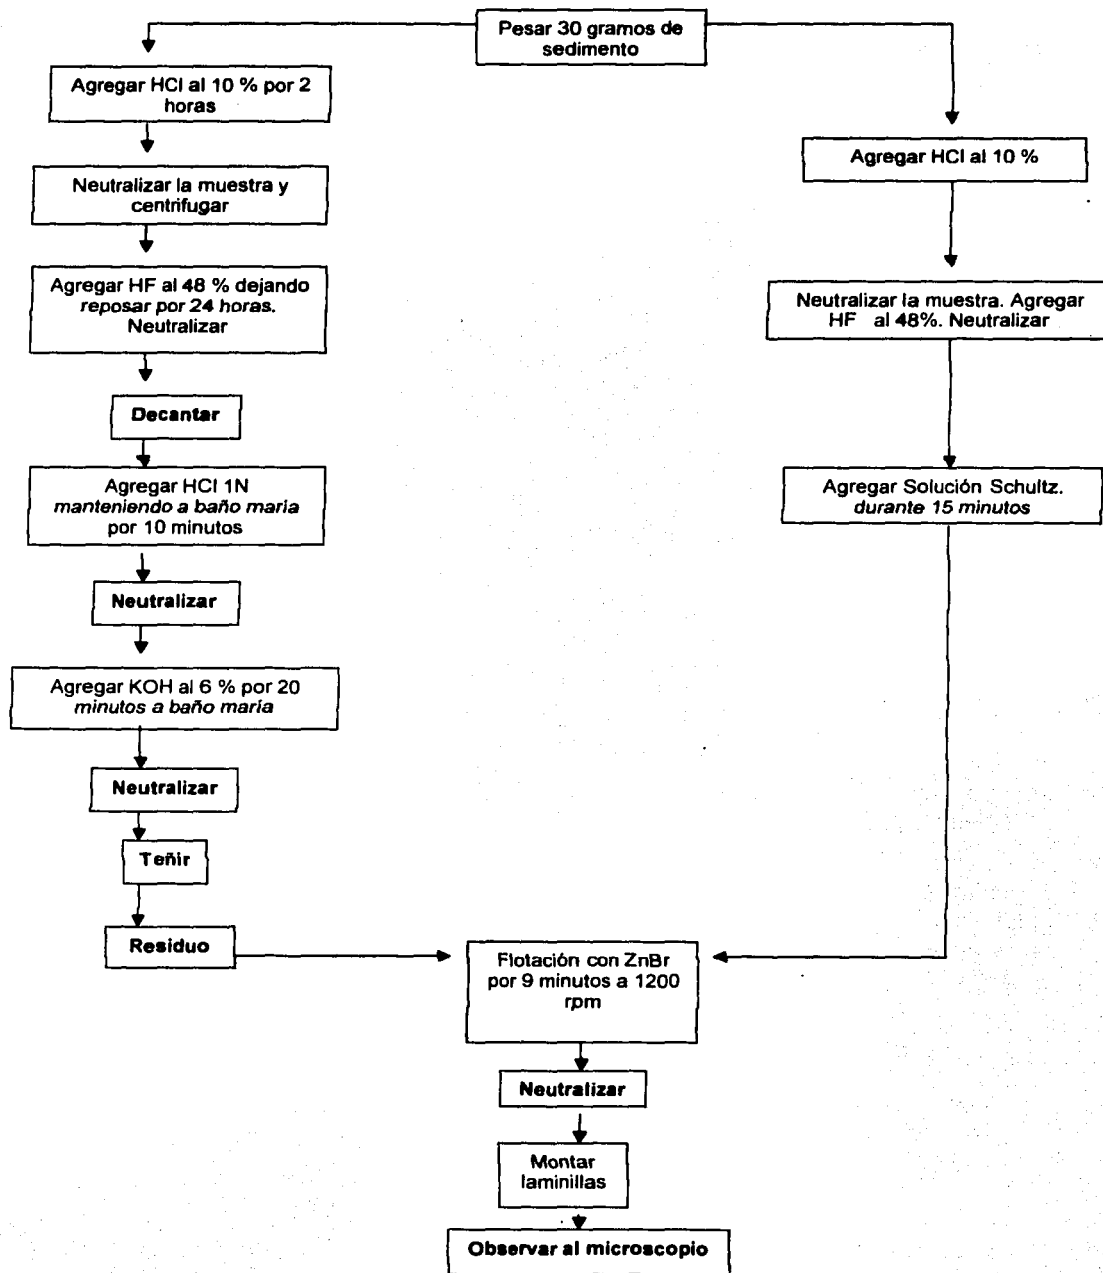 Pesar 30 gramos de
sedimento
Agregar HCl al 10 % por 2
horas
Neutralizar la muestra y
centrifugar
Agregar HF al 48 % dejando
reposar por 24 horas.
Neutralizar
Decantar
Agregar HCl 1N
manteniendo a baño maría
por 10 minutos
Neutralizar
Agregar KOH al 6 % por 20
minutos a baño maría
Neutralizar
Teñir
Residuo
Agregar HCl al 10 %
Neutralizar la muestra. Agregar
HF al 48%. Neutralizar
Agregar Solución Schultz.
durante 15 minutos
Flotación con ZnBr
por 9 minutos a 1200
rpm
Neutralizar
Montar
laminillas
Observar al microscopio